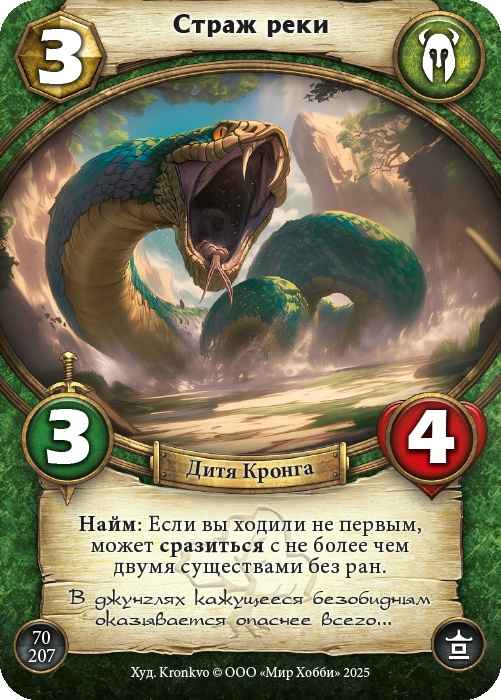 3
Страж реки
3
4
Дитя Кронга
Найм: Если вы ходили не первым,
может сразиться с не более чем
двумя существами без ран.
В джунглях кажущееся безобидным
оказывается опаснее всего...
70
207
Худ. Kronkvo © ООО «Мир Хобби» 2025